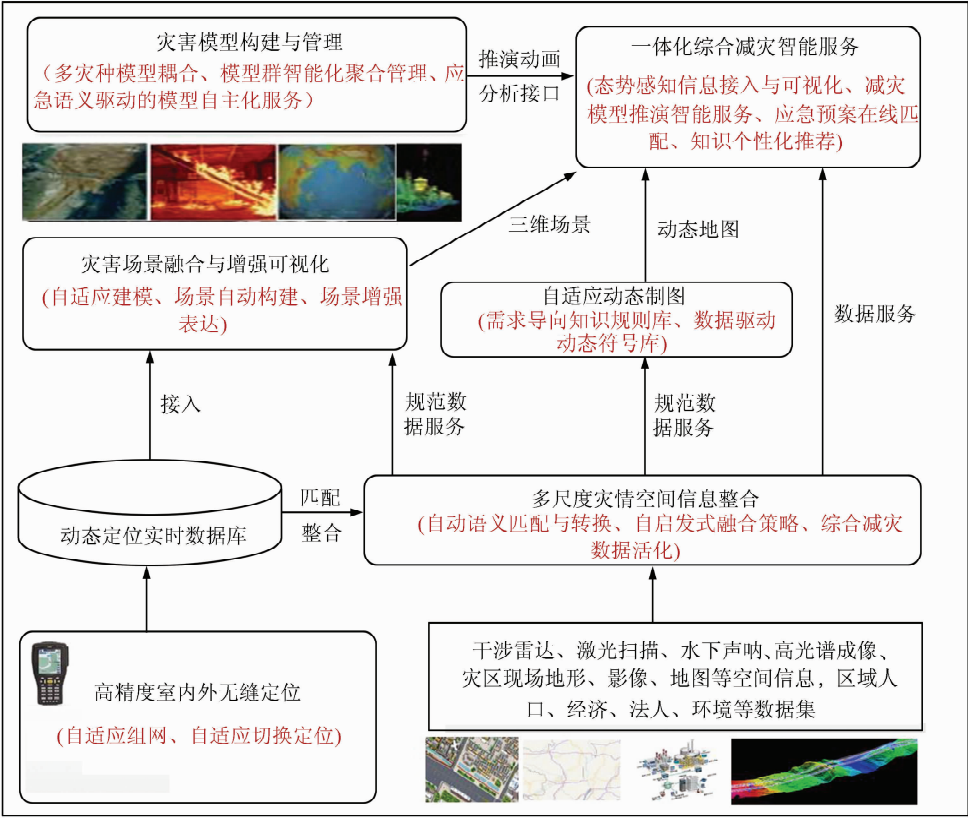 灾害模型构建与管理
（多灾种模型耦合、模型群智能化聚合管理、应
急语义驱动的模型自主化服务）
推演动画
分析接口
一体化综合减灾智能服务
(态势感知信息接入与可视化、减灾
模型推演智能服务、应急预案在线匹
配、知识个性化推荐)
三维场景
动态地图
数据服务
灾害场景融合与增强可视化
(自适应建模、场景自动构建、场景增强
表达)
自适应动态制图
(需求导向知识规则库、数据驱动
动态符号库)
接入
规范数
据服务
规范数
据服务
动态定位实时数据库
匹配
整合
多尺度灾情空间信息整合
(自动语义匹配与转换、自启发式融合策略、综合减灾
数据活化)
高精度室内外无缝定位
(自适应组网、自适应切换定位)
干涉雷达、激光扫描、水下声呐、高光谱成像、
灾区现场地形、影像、地图等空间信息，区域人
口、经济、法人、环境等数据集